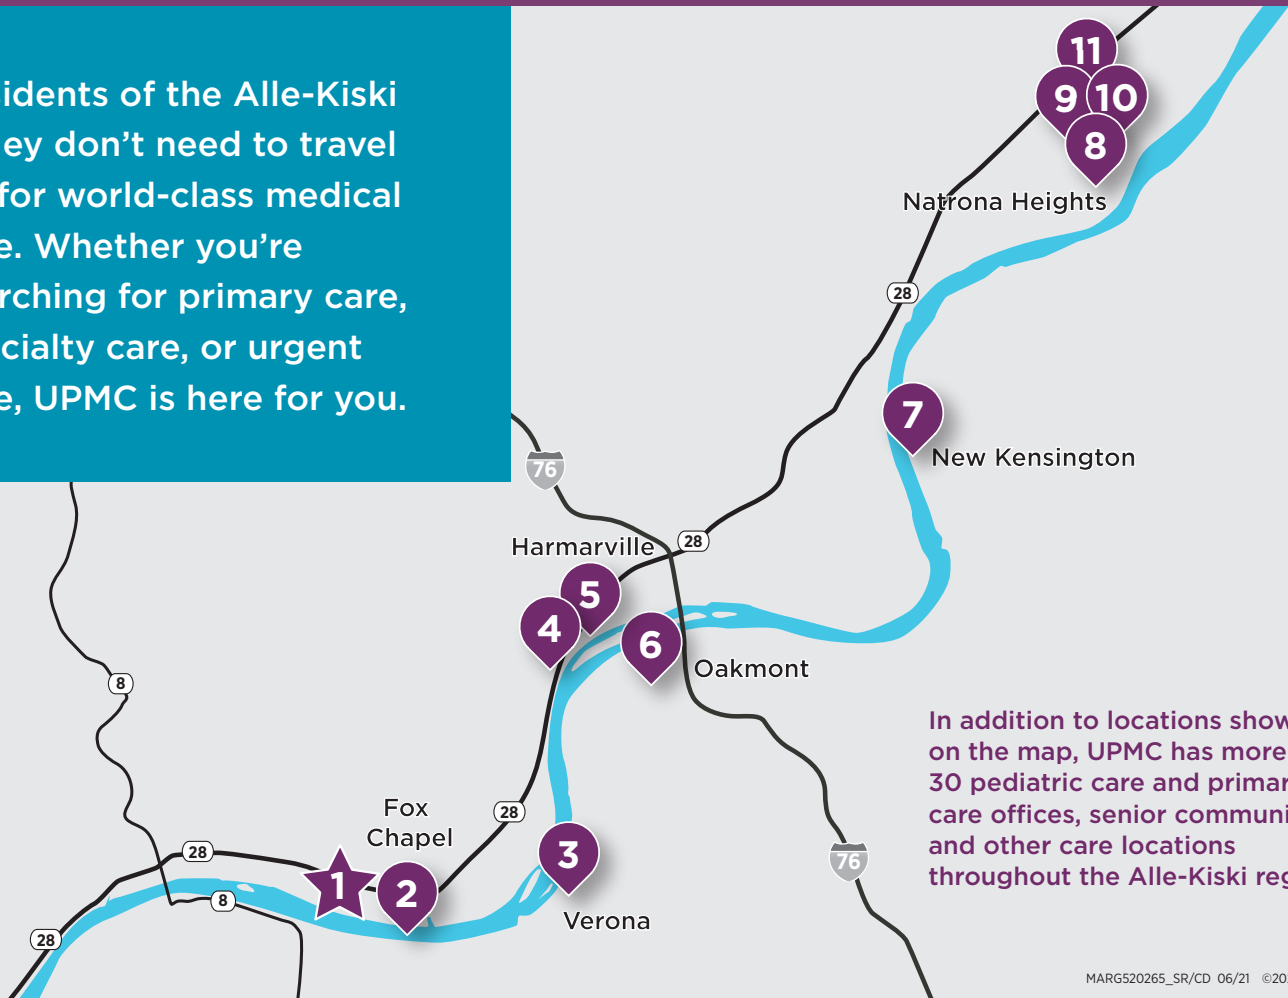 idents of the Alle-Kiski
ey don't need to travel
for world-class medical
e. Whether you're
rching for primary care,
cialty care, or urgent
e, UPMC is here for you.
11
9
10
8
Natrona Heights
28
7
New Kensington
76
28
Harmarville
5
4
6
Oakmont
8
In addition to locations show
on the map, UPMC has more
30 pediatric care and primar
care offices, senior communi
and other care locations
throughout the Alle-Kiski reg
Fox
Chapel
28
28
3
76
1
2
8
Verona
28
MARG520265_SR/CD 06/21 ©20